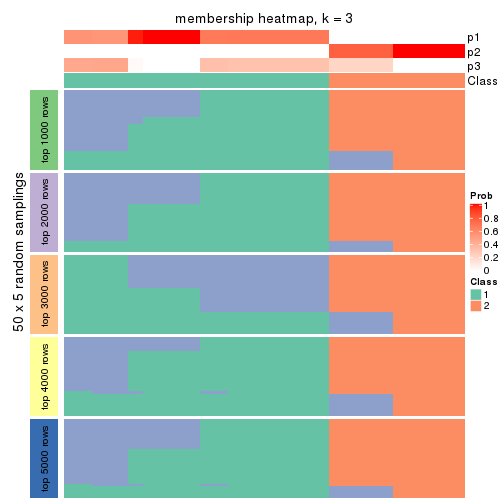 membership heatmap, k = 3
p1
p2
p3
Class
50 x 5 random samplings
top 1000 rows
top 2000 rows
top 3000 rows
top 4000 rows
top 5000 rows
Prob
1
0.8
0.6
0.4
0.2
0
Class
1
2